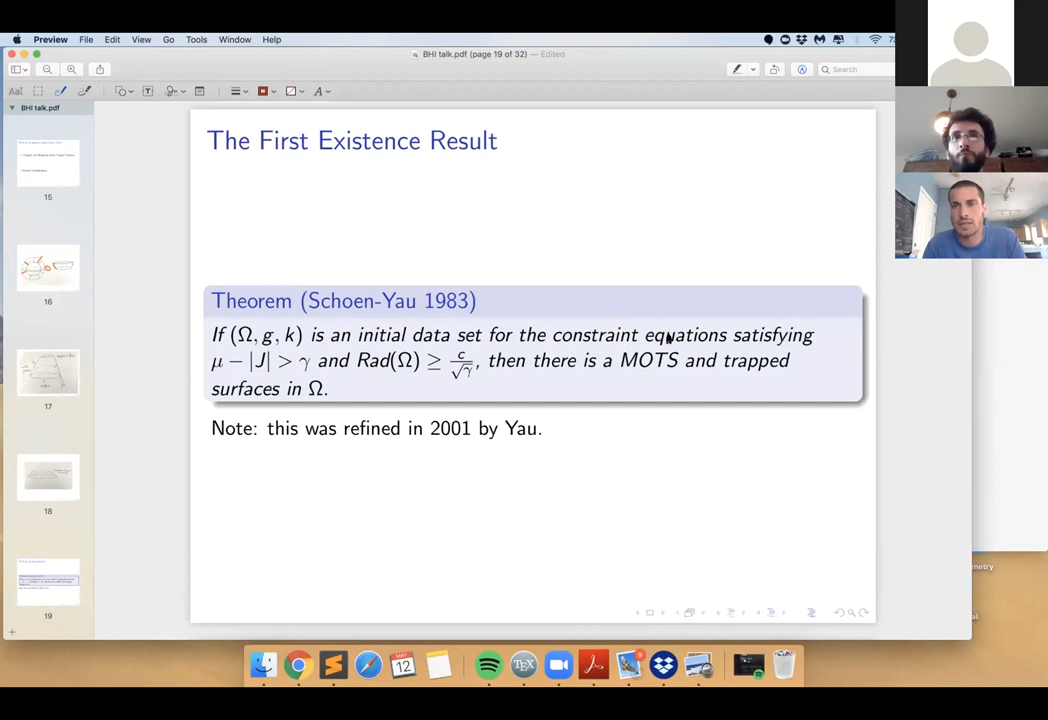 Preview File Edit View Go Tools Window Help
BHI talk.pdf (page 19 of 32) — Edited
Search
BHI talk.pdf
15
16
17
18
19
The First Existence Result
Theorem (Schoen-Yau 1983)
If (Ω, g, k) is an initial data set for the constraint equations satisfying
μ − |J| > γ and Rad(Ω) ≥ c/√γ, then there is a MOTS and trapped
surfaces in Ω.
Note: this was refined in 2001 by Yau.
metry
MAY
12
TEX